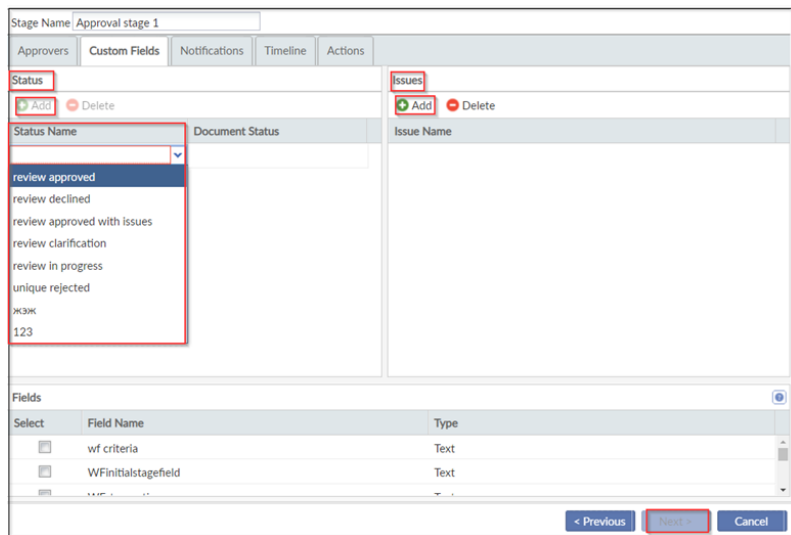 Stage Name Approval stage 1
Approvers Custom Fields Notifications Timeline Actions
Status
Add Delete
Status Name Document Status
review approved
review declined
review approved with issues
review clarification
review in progress
unique rejected
жэж
123
Issues
Add Delete
Issue Name
Fields
Select Field Name Type
wf criteria Text
WFinitialstagefield Text
< Previous Next > Cancel